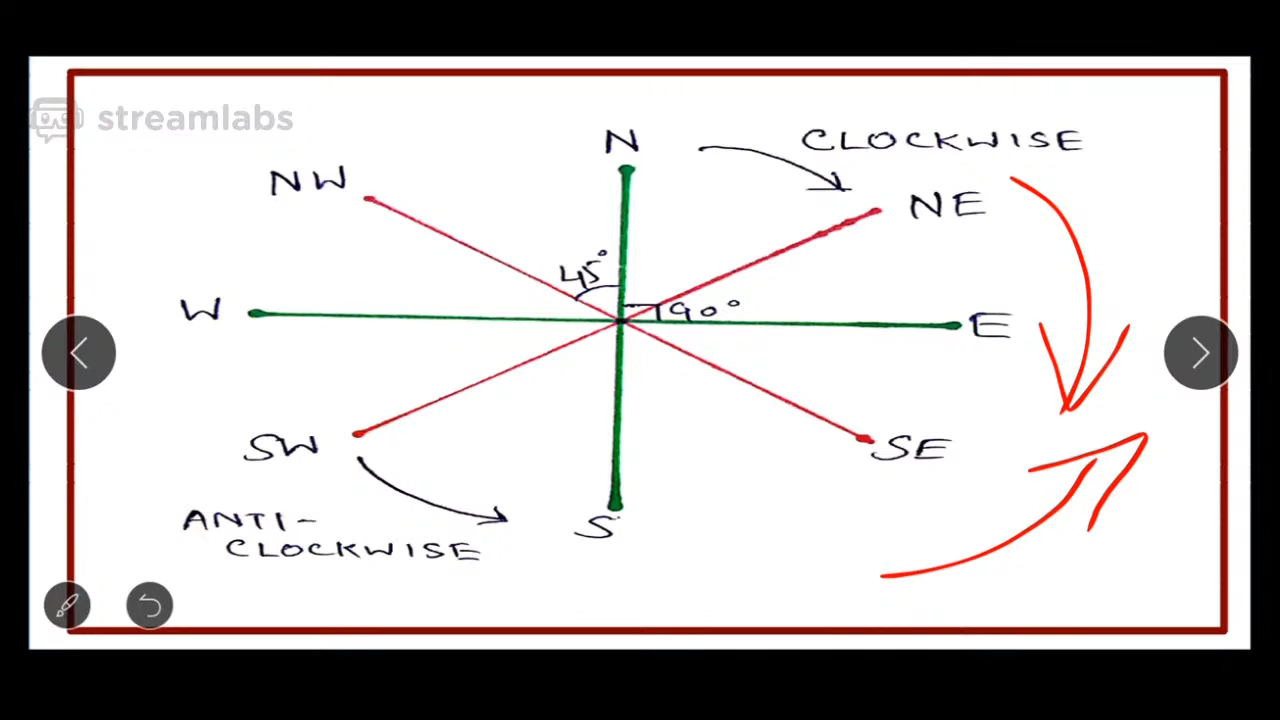 streamlabs
N
CLOCKWISE
NW
NE
45°
W
90°
E
SW
SE
ANTI-
CLOCKWISE
S